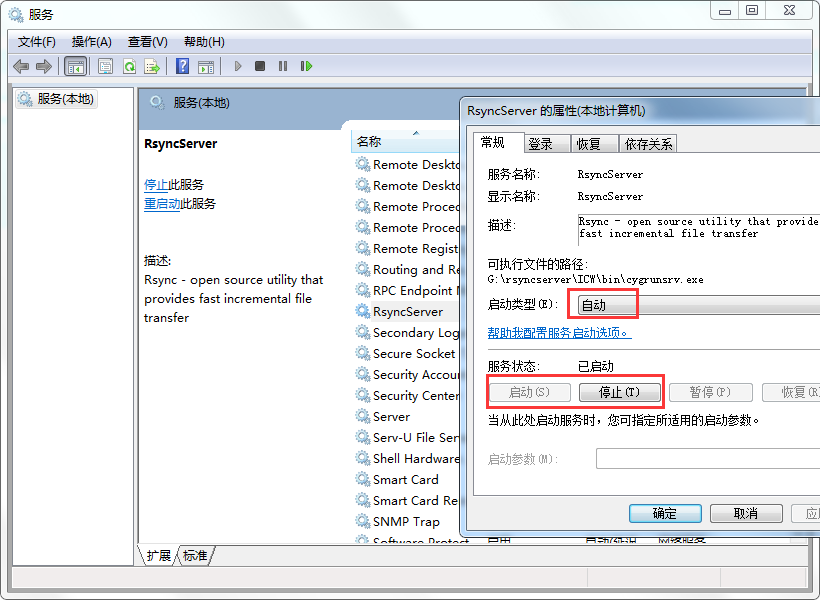 服务
文件(F) 操作(A) 查看(V) 帮助(H)
服务(本地)
服务(本地)
RsyncServer
停止此服务
重启动此服务
描述:
Rsync - open source utility that
provides fast incremental file
transfer
名称
Remote Deskto
Remote Deskto
Remote Proced
Remote Proced
Remote Registr
Routing and Re
RPC Endpoint
RsyncServer
Secondary Log
Secure Socket
Security Accoun
Security Center
Server
Serv-U File Ser
Shell Hardware
Smart Card
Smart Card Re
SNMP Trap
Software Protect
扩展 标准
RsyncServer 的属性(本地计算机)
常规 登录 恢复 依存关系
服务名称: RsyncServer
显示名称: RsyncServer
描述: Rsync - open source utility that provide
fast incremental file transfer
可执行文件的路径:
G:\rsyncserver\ICW\bin\cygrunsrv.exe
启动类型(E): 自动
帮助我配置服务启动选项。
服务状态: 已启动
启动(S) 停止(T) 暂停(P) 恢复(R
当从此处启动服务时，您可指定所适用的启动参数。
启动参数(M):
确定 取消